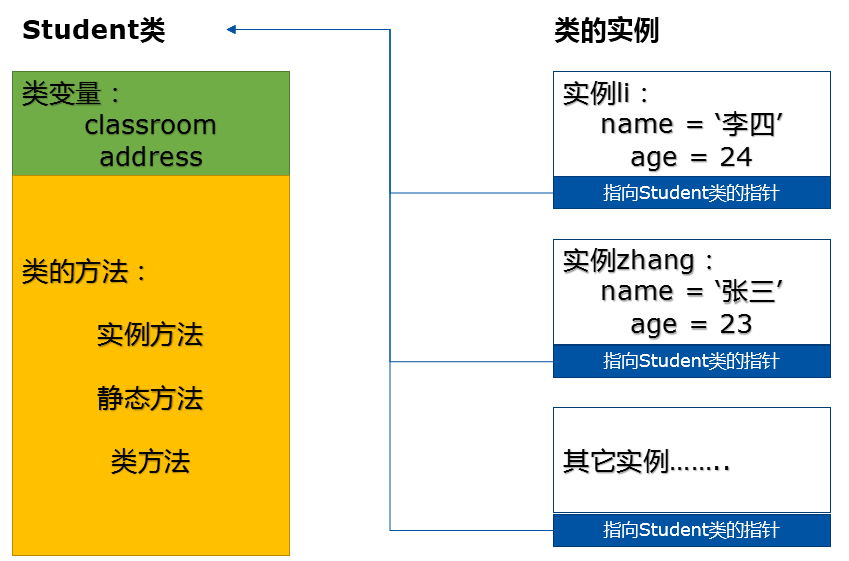 Student类
类变量：
classroom
address
类的方法：
实例方法
静态方法
类方法
类的实例
实例li：
name = ‘李四’
age = 24
指向Student类的指针
实例zhang：
name = ‘张三’
age = 23
指向Student类的指针
其它实例……..
指向Student类的指针